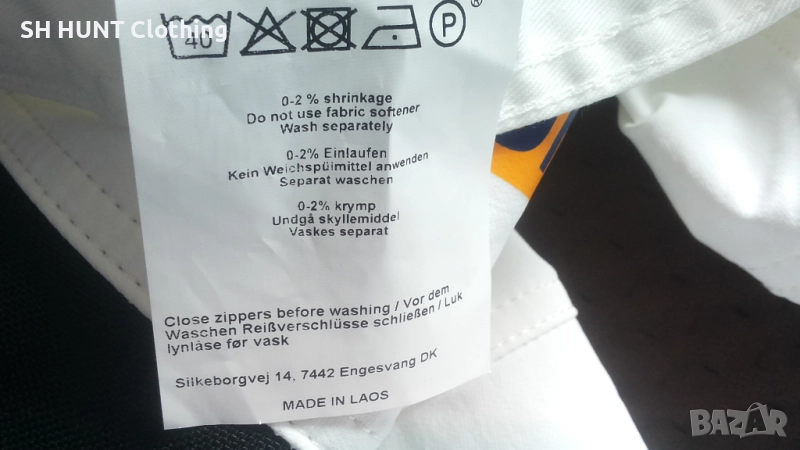 SH HUNT Clothing
40
P
®
0-2 % shrinkage
Do not use fabric softener
Wash separately
0-2% Einlaufen
Kein Weichspüimittel anwenden
Separat waschen
0-2% krymp
Undgå skyllemiddel
Vaskes separat
Close zippers before washing / Vor dem
Waschen Reißverschlüsse schließen / Luk
lynlåse før vask
Silkeborgvej 14, 7442 Engesvang DK
MADE IN LAOS
BAZAR